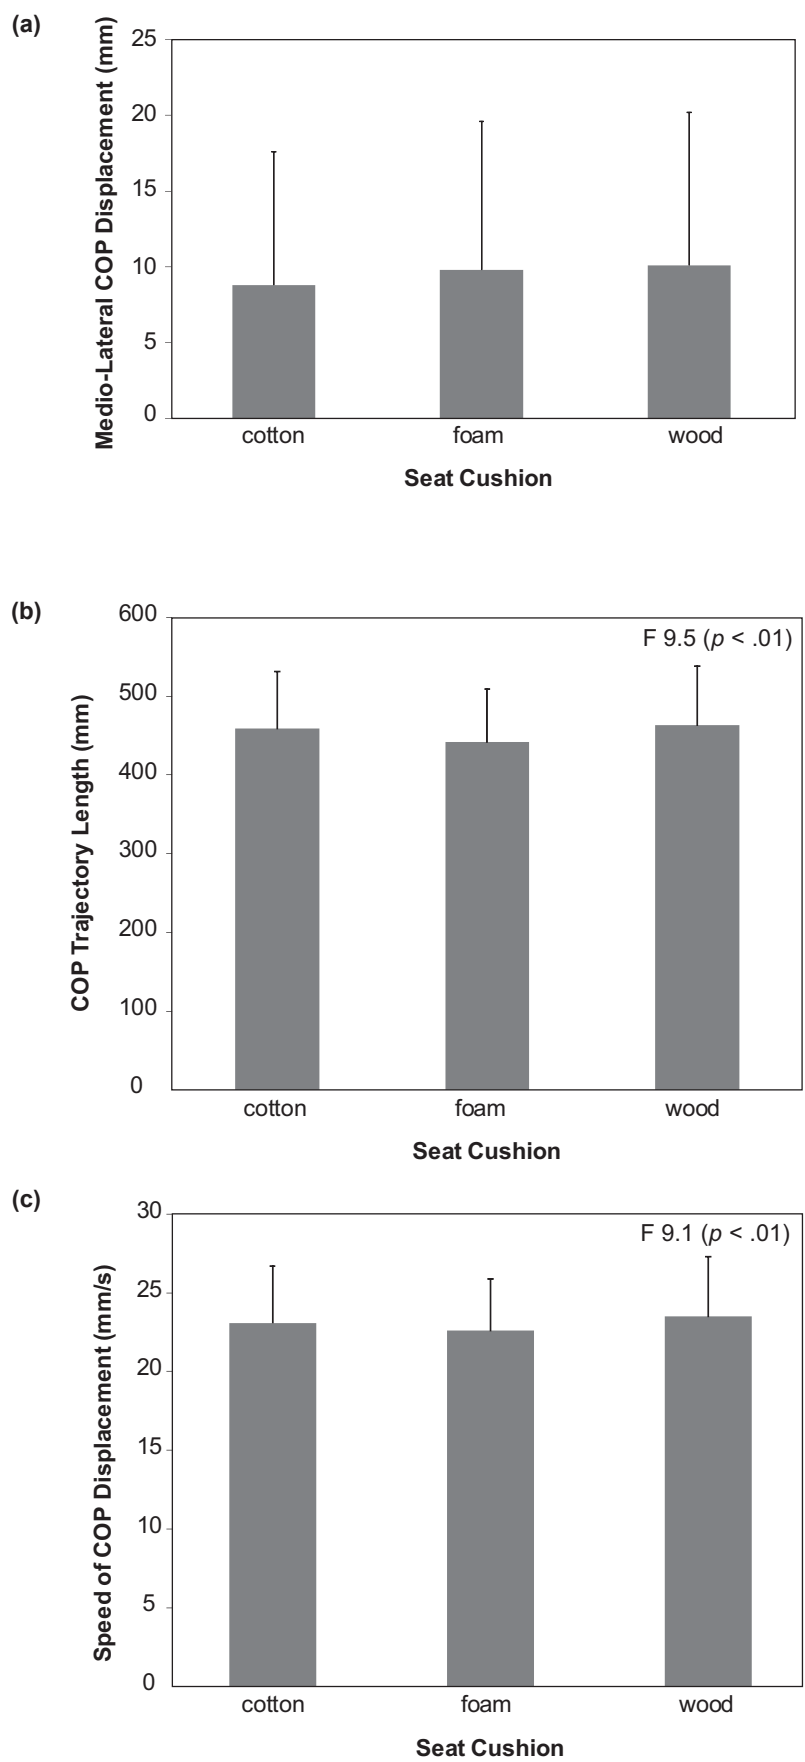 (a)
Medio-Lateral COP Displacement (mm)
25
20
15
10
5
0
cotton foam wood
Seat Cushion
(b)
COP Trajectory Length (mm)
600
500
400
300
200
100
0
F 9.5 (p < .01)
cotton foam wood
Seat Cushion
(c)
Speed of COP Displacement (mm/s)
30
25
20
15
10
5
0
F 9.1 (p < .01)
cotton foam wood
Seat Cushion